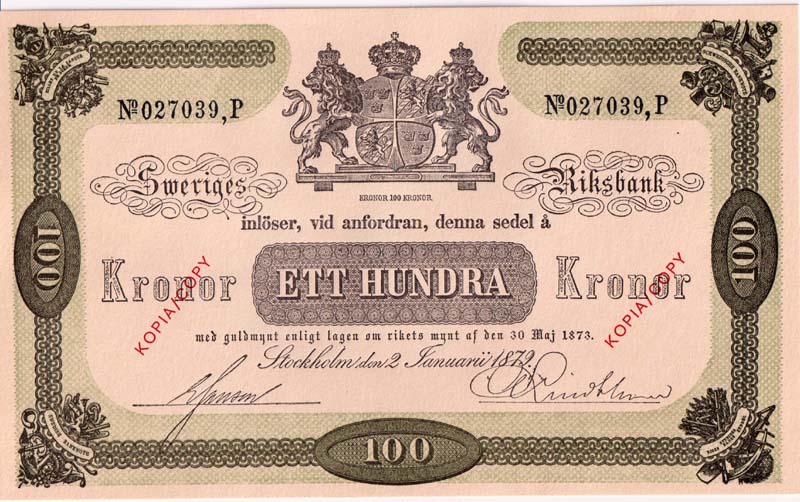 №027039,P
№027039,P
Sweriges Riksbank
KRONOR 100 KRONOR.
inlöser, vid anfordran, denna sedel å
Kronor ETT HUNDRA Kronor
100
100
KOPIA/COPY
KOPIA/COPY
med guldmynt enligt lagen om rikets mynt af den 30 Maj 1873.
Stockholm den 2 Januarii 1879.
100